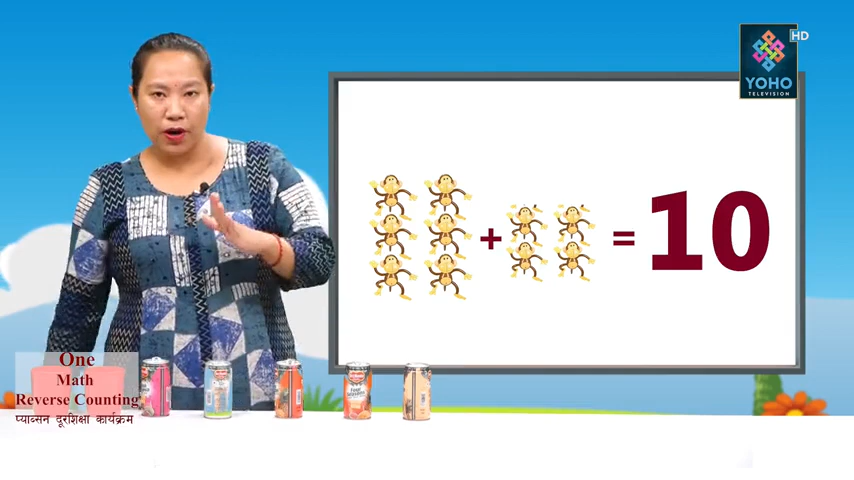 HD
YOHO
TELEVISION
+ = 10
One
Math
Reverse Counting
प्याब्सन दूरशिक्षा कार्यक्रम